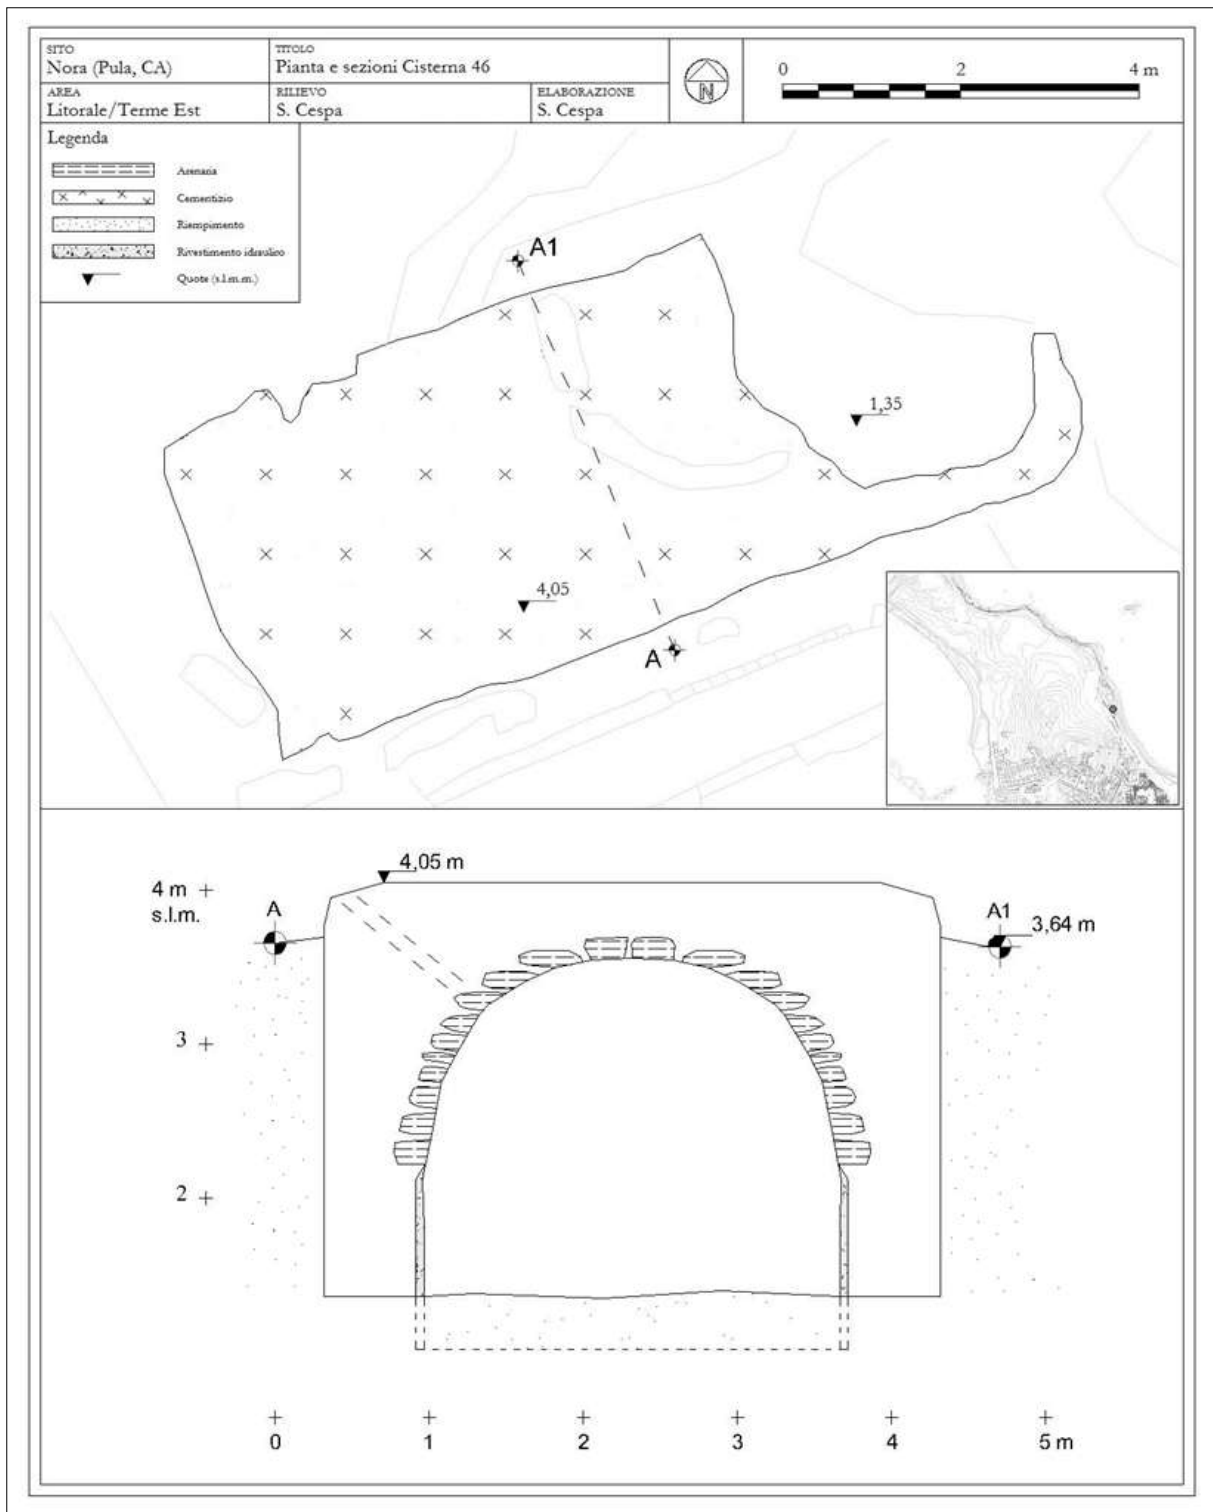 SITO
Nora (Pula, CA)
TITOLO
Pianta e sezioni Cisterna 46
AREA
Litorale/Terme Est
RILIEVO
S. Cespa
ELABORAZIONE
S. Cespa
N
0 2 4 m
Legenda
Arenaria
Cementizio
Riempimento
Rivestimento idraulico
Quote (s.l.m.m.)
A1
1,35
4,05
A
4,05 m
4 m
s.l.m.
A
A1
3,64 m
3
2
0 1 2 3 4 5 m